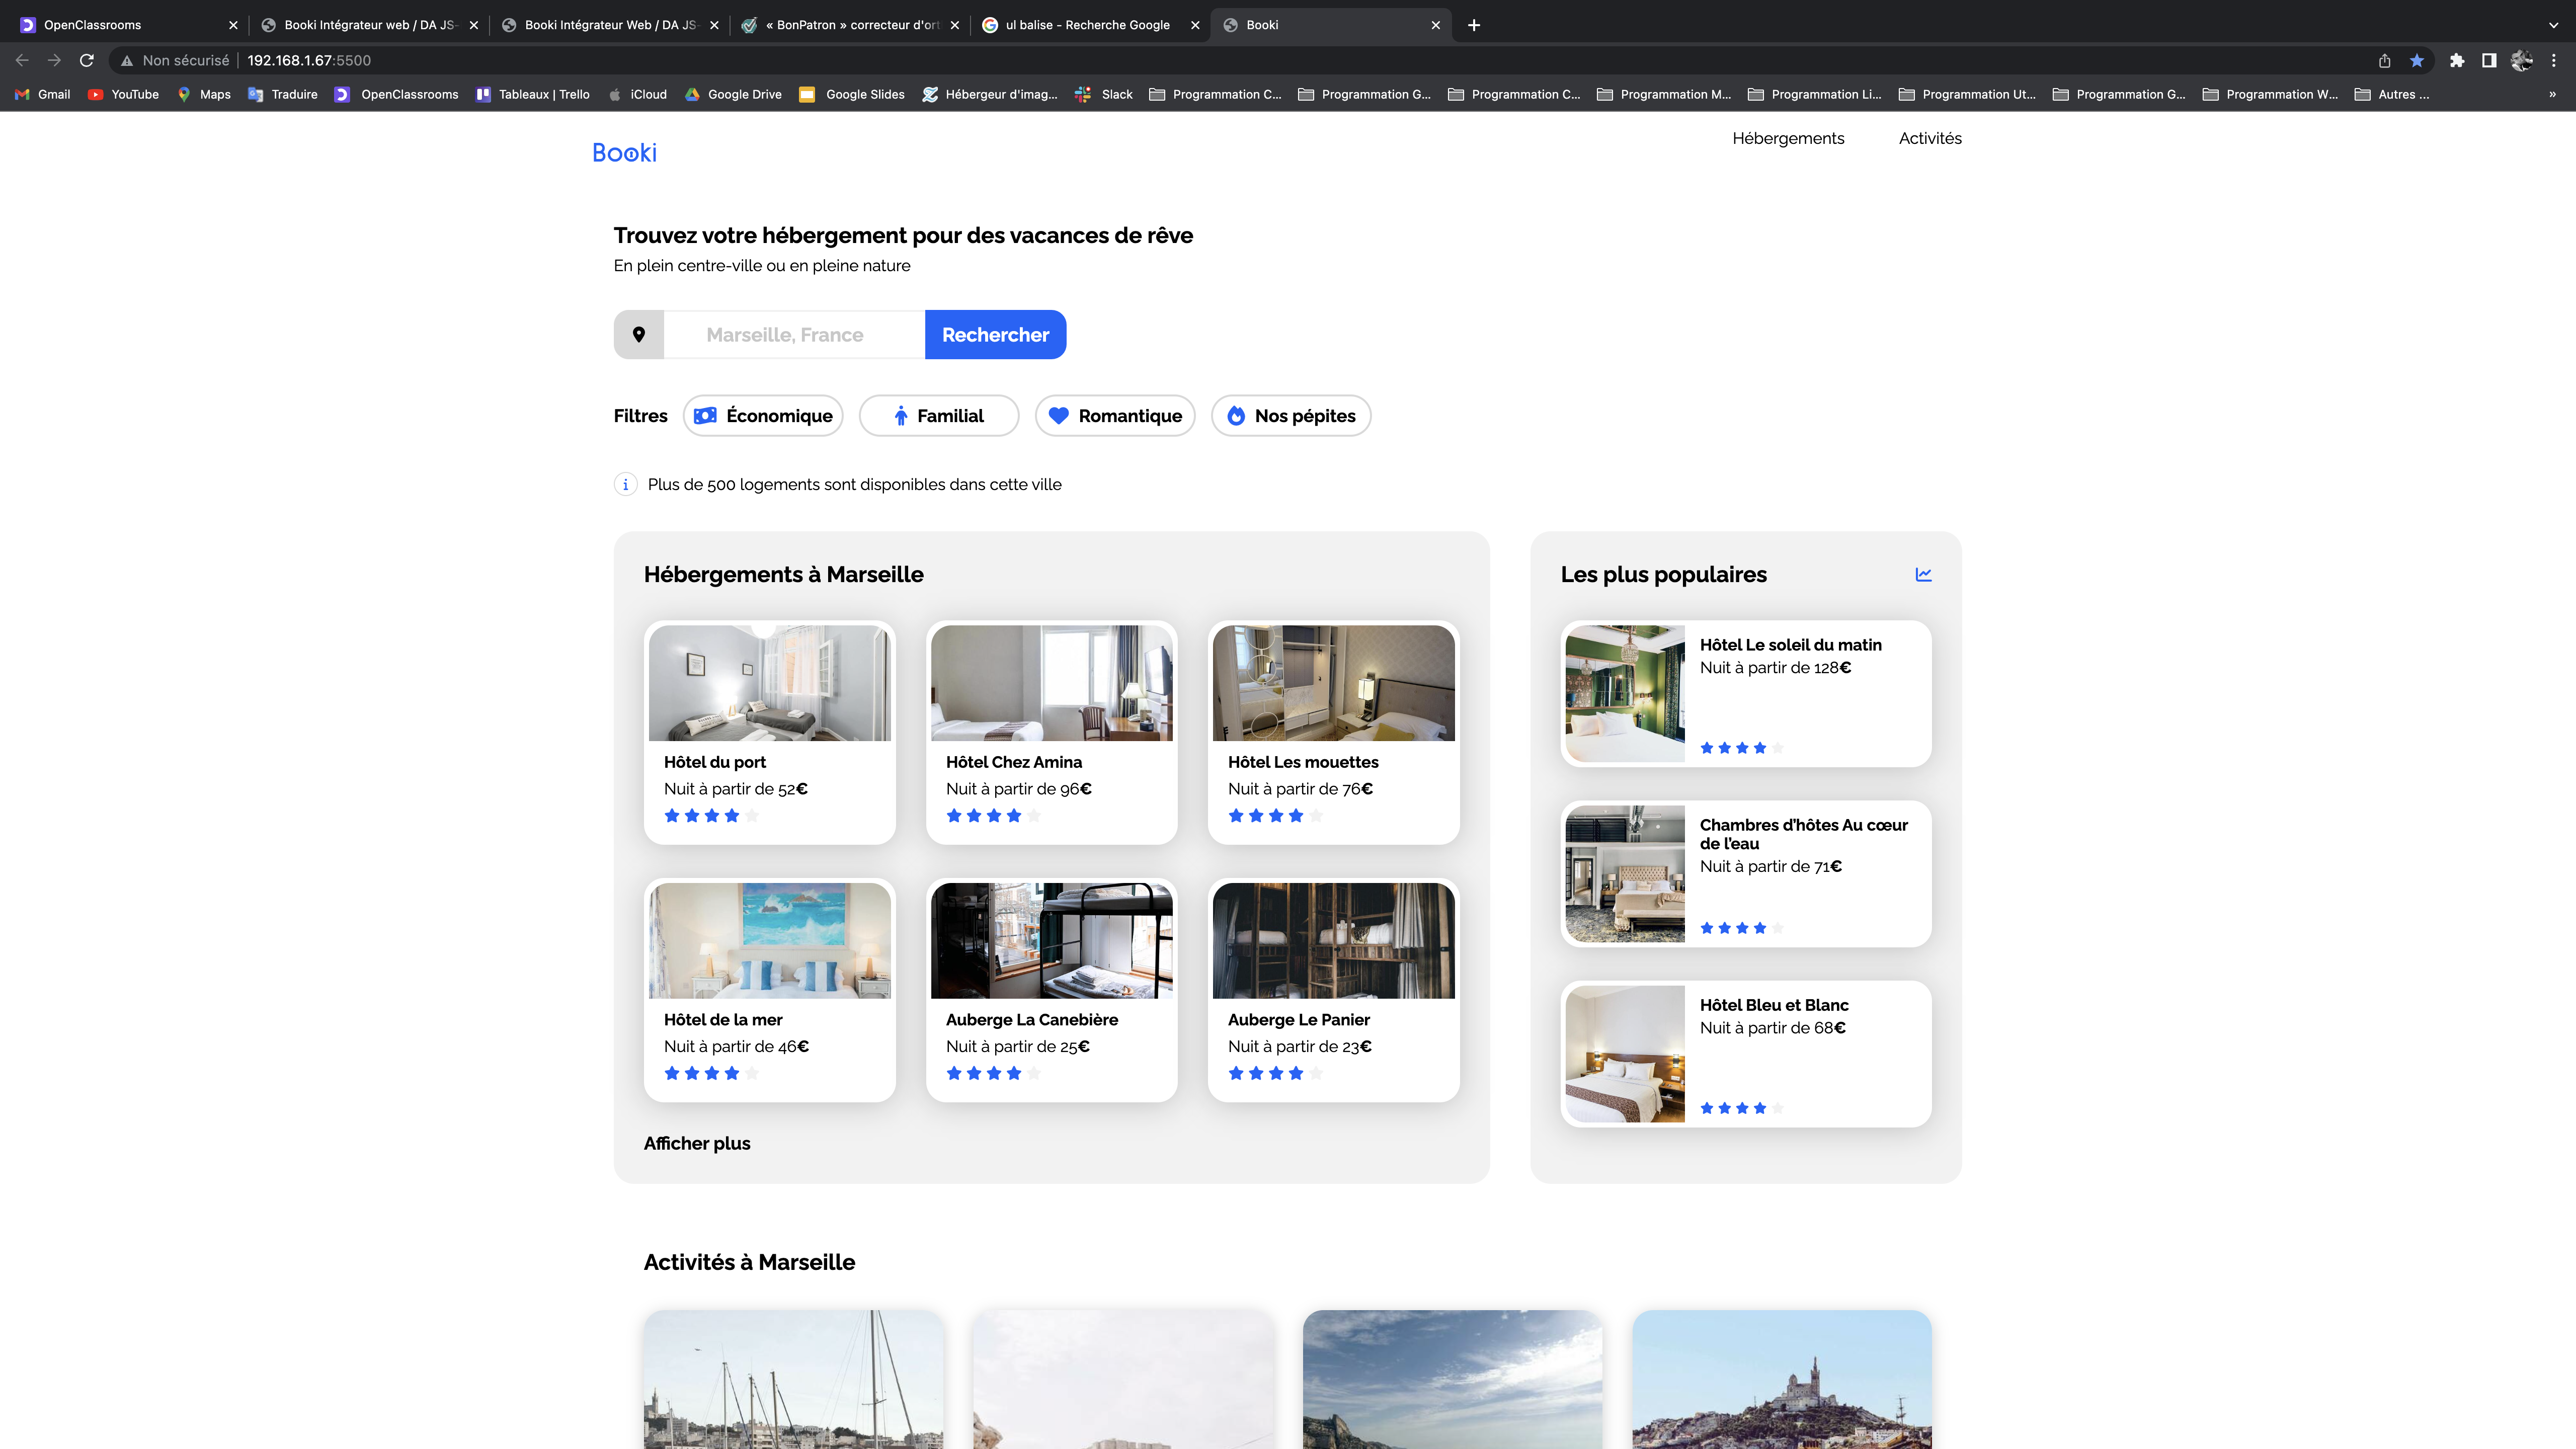 OpenClassrooms
Booki Intégrateur web / DA JS-
Booki Intégrateur Web / DA JS-
« BonPatron » correcteur d'ort
ul balise - Recherche Google
Booki
Non sécurisé
192.168.1.67:5500
Gmail
YouTube
Maps
Traduire
OpenClassrooms
Tableaux | Trello
iCloud
Google Drive
Google Slides
Hébergeur d'imag...
Slack
Programmation C...
Programmation G...
Programmation C...
Programmation M...
Programmation Li...
Programmation Ut...
Programmation G...
Programmation W...
Autres ...
»
Booki
Hébergements
Activités
Trouvez votre hébergement pour des vacances de rêve
En plein centre-ville ou en pleine nature
Marseille, France
Rechercher
Filtres
Économique
Familial
Romantique
Nos pépites
i
Plus de 500 logements sont disponibles dans cette ville
Hébergements à Marseille
Hôtel du port
Nuit à partir de 52€
Hôtel Chez Amina
Nuit à partir de 96€
Hôtel Les mouettes
Nuit à partir de 76€
Hôtel de la mer
Nuit à partir de 46€
Auberge La Canebière
Nuit à partir de 25€
Auberge Le Panier
Nuit à partir de 23€
Afficher plus
Les plus populaires
Hôtel Le soleil du matin
Nuit à partir de 128€
Chambres d'hôtes Au cœur
de l'eau
Nuit à partir de 71€
Hôtel Bleu et Blanc
Nuit à partir de 68€
Activités à Marseille